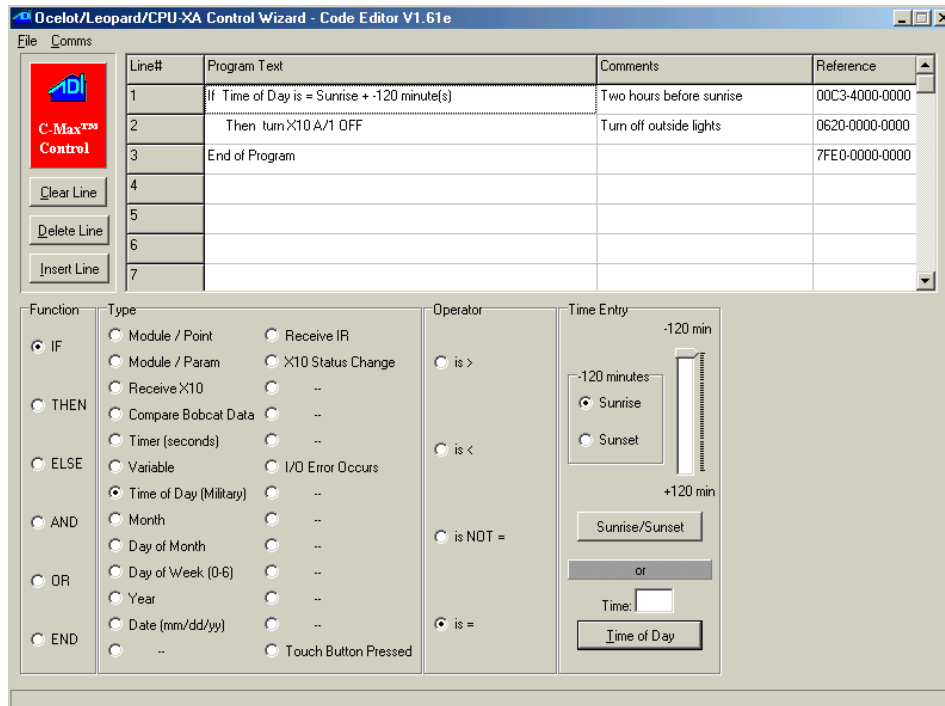 Ocelot/Leopard/CPU-XA Control Wizard - Code Editor V1.61e
File Comms
ADI
C-Max™
Control
Clear Line
Delete Line
Insert Line
Line# Program Text Comments Reference
1 If Time of Day is = Sunrise + -120 minute(s) Two hours before sunrise 00C3-4000-0000
2 Then turn X10 A/1 OFF Turn off outside lights 0620-0000-0000
3 End of Program 7FE0-0000-0000
4
5
6
7
Function
IF
THEN
ELSE
AND
OR
END
Type
Module / Point
Module / Param
Receive X10
Compare Bobcat Data
Timer (seconds)
Variable
Time of Day (Military)
Month
Day of Month
Day of Week (0-6)
Year
Date (mm/dd/yy)
--
Receive IR
X10 Status Change
--
--
--
I/O Error Occurs
--
--
--
--
--
--
Touch Button Pressed
Operator
is >
is <
is NOT =
is =
Time Entry
-120 min
-120 minutes
Sunrise
Sunset
+120 min
Sunrise/Sunset
or
Time:
Time of Day